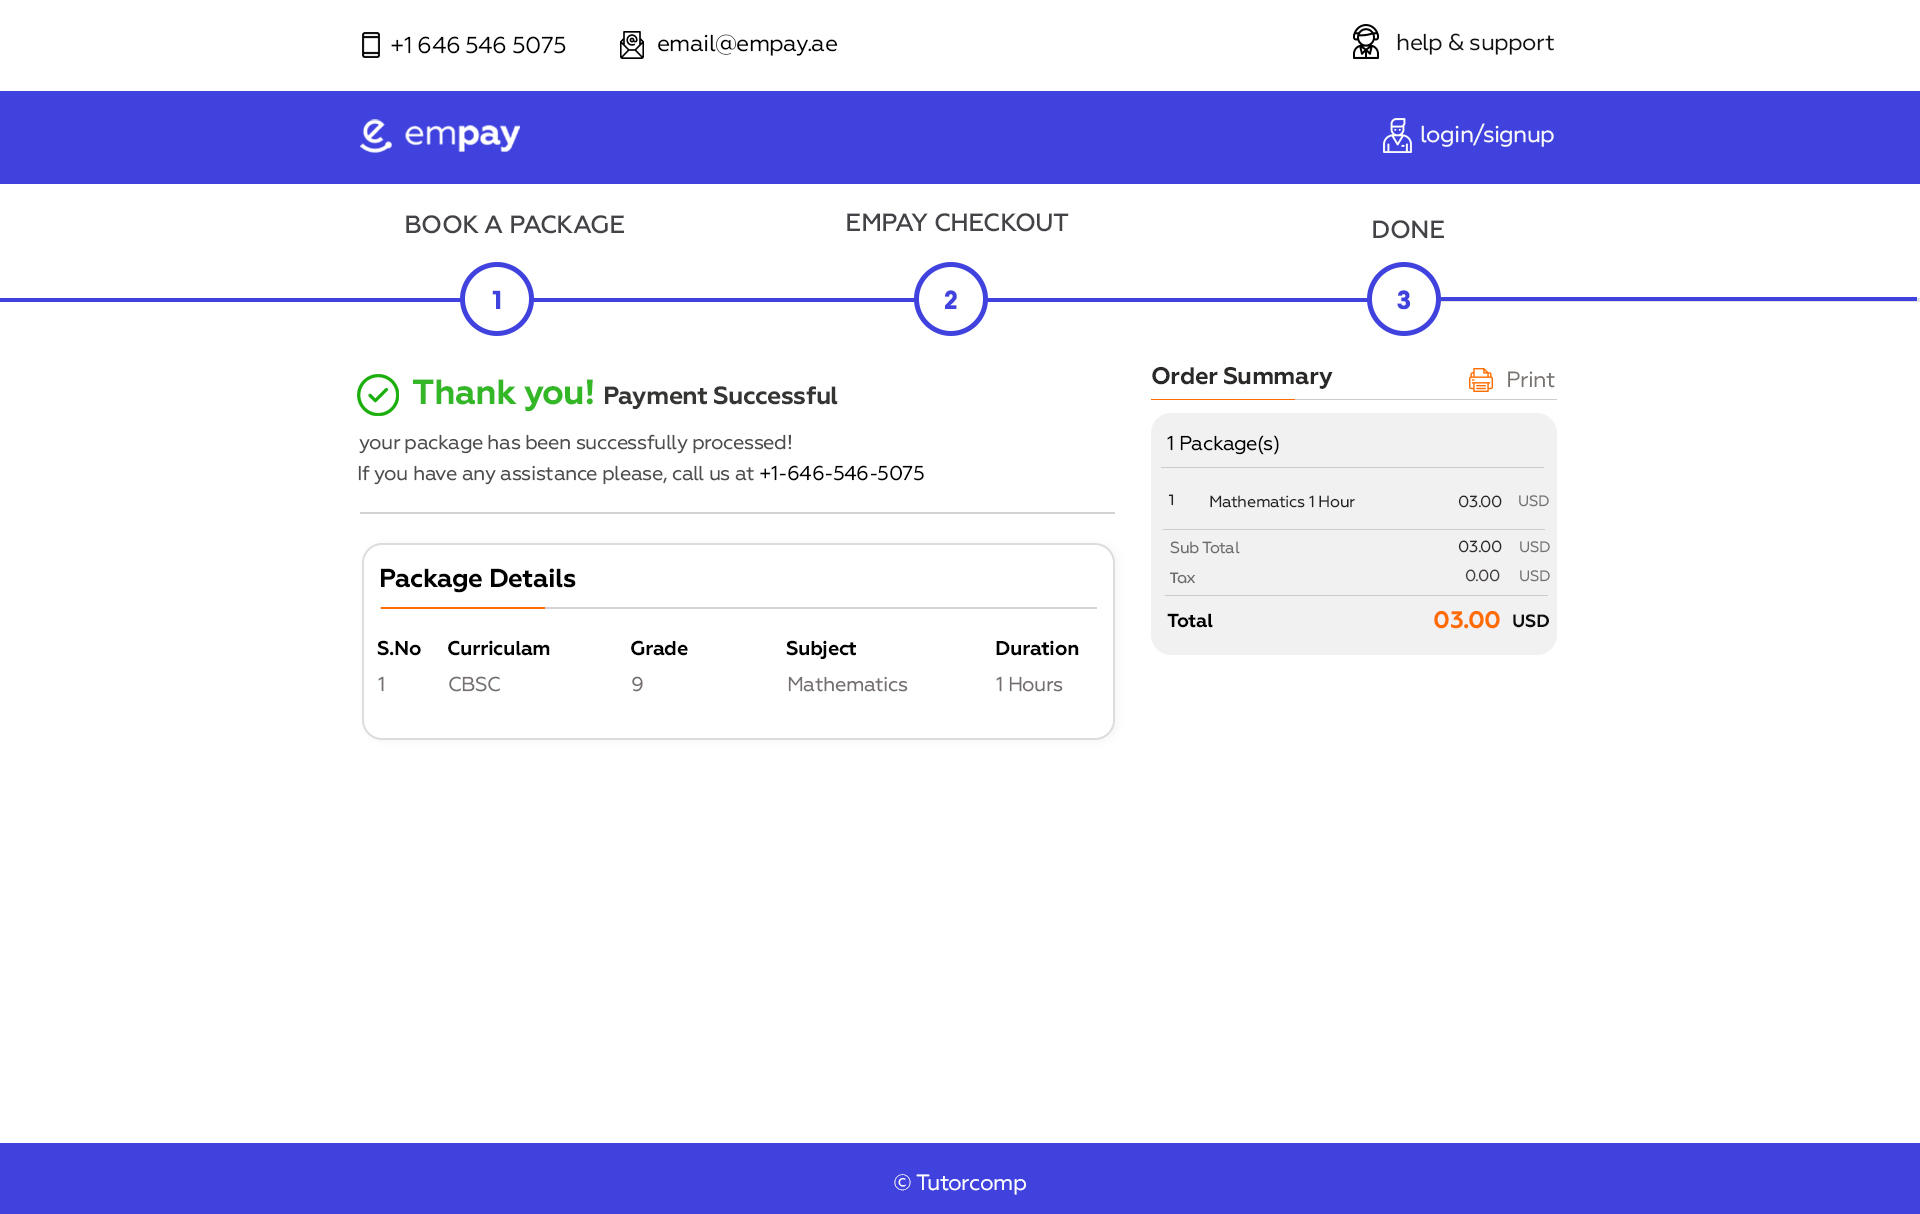 +1 646 546 5075
email@empay.ae
help & support
empay
login/signup
BOOK A PACKAGE
EMPAY CHECKOUT
DONE
1
2
3
Thank you! Payment Successful
your package has been successfully processed!
If you have any assistance please, call us at +1-646-546-5075
Package Details
S.No Curriculam Grade Subject Duration
1 CBSC 9 Mathematics 1 Hours
Order Summary
Print
1 Package(s)
1 Mathematics 1 Hour 03.00 USD
Sub Total 03.00 USD
Tax 0.00 USD
Total 03.00 USD
© Tutorcomp